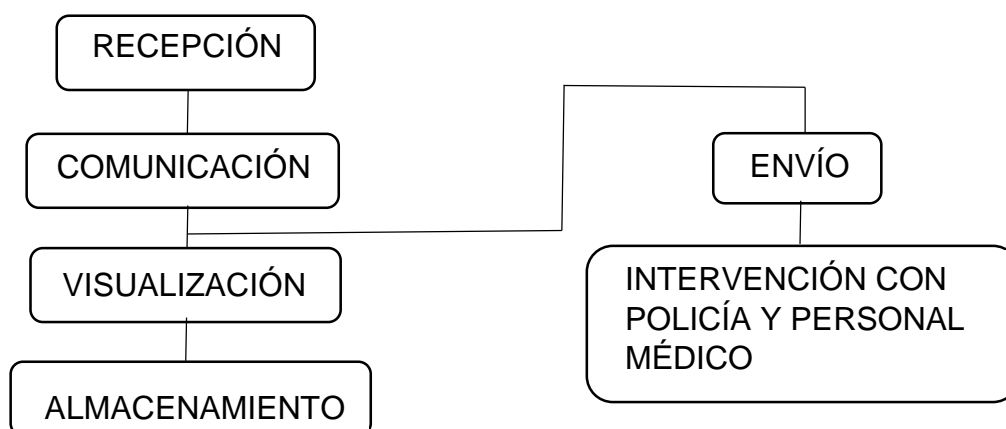 RECEPCIÓN
COMUNICACIÓN
VISUALIZACIÓN
ALMACENAMIENTO
ENVÍO
INTERVENCIÓN CON
POLICÍA Y PERSONAL
MÉDICO